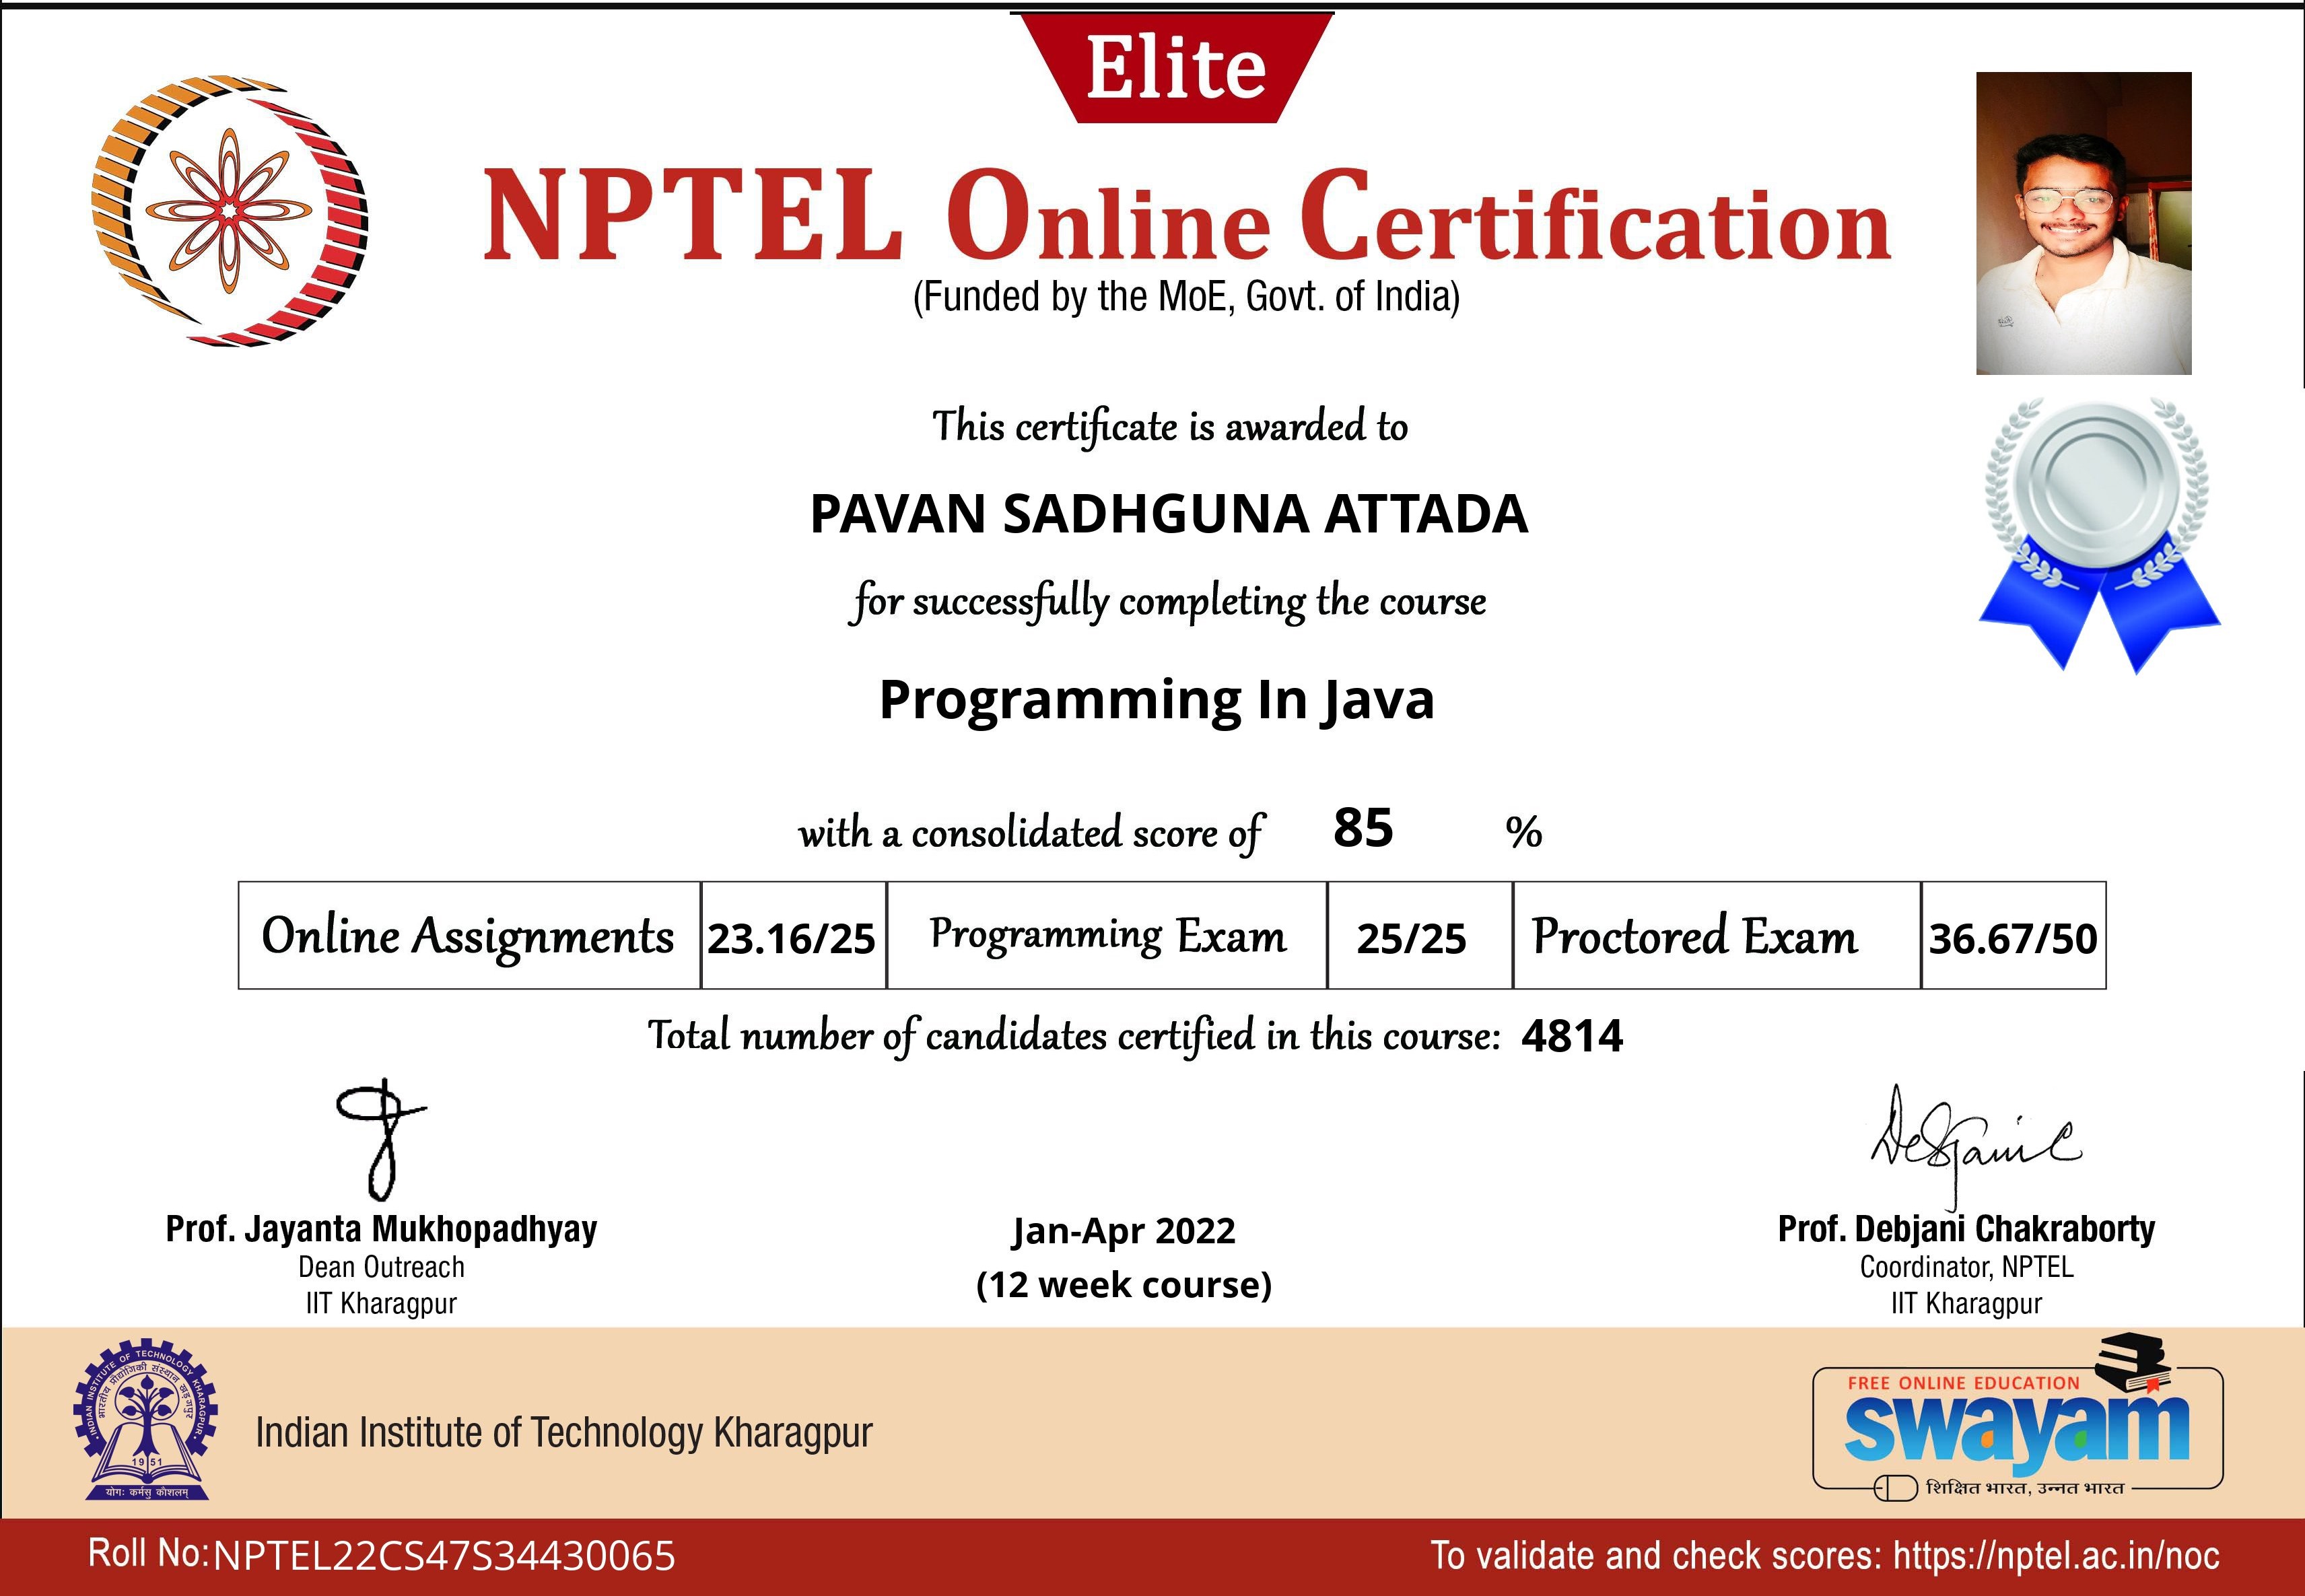 Elite
NPTEL Online Certification
(Funded by the MoE, Govt. of India)
This certificate is awarded to
PAVAN SADHGUNA ATTADA
for successfully completing the course
Programming In Java
with a consolidated score of 85 %
Online Assignments 23.16/25 Programming Exam 25/25 Proctored Exam 36.67/50
Total number of candidates certified in this course: 4814
Prof. Jayanta Mukhopadhyay
Dean Outreach
IIT Kharagpur
Jan-Apr 2022
(12 week course)
Debjani C
Prof. Debjani Chakraborty
Coordinator, NPTEL
IIT Kharagpur
INDIAN INSTITUTE OF TECHNOLOGY KHARAGPUR
भारतीय प्रौद्योगिकी संस्थान खड़गपुर
1951
योगः कर्मसु कौशलम्
Indian Institute of Technology Kharagpur
FREE ONLINE EDUCATION
swayam
शिक्षित भारत, उन्नत भारत
Roll No:NPTEL22CS47S34430065
To validate and check scores: https://nptel.ac.in/noc